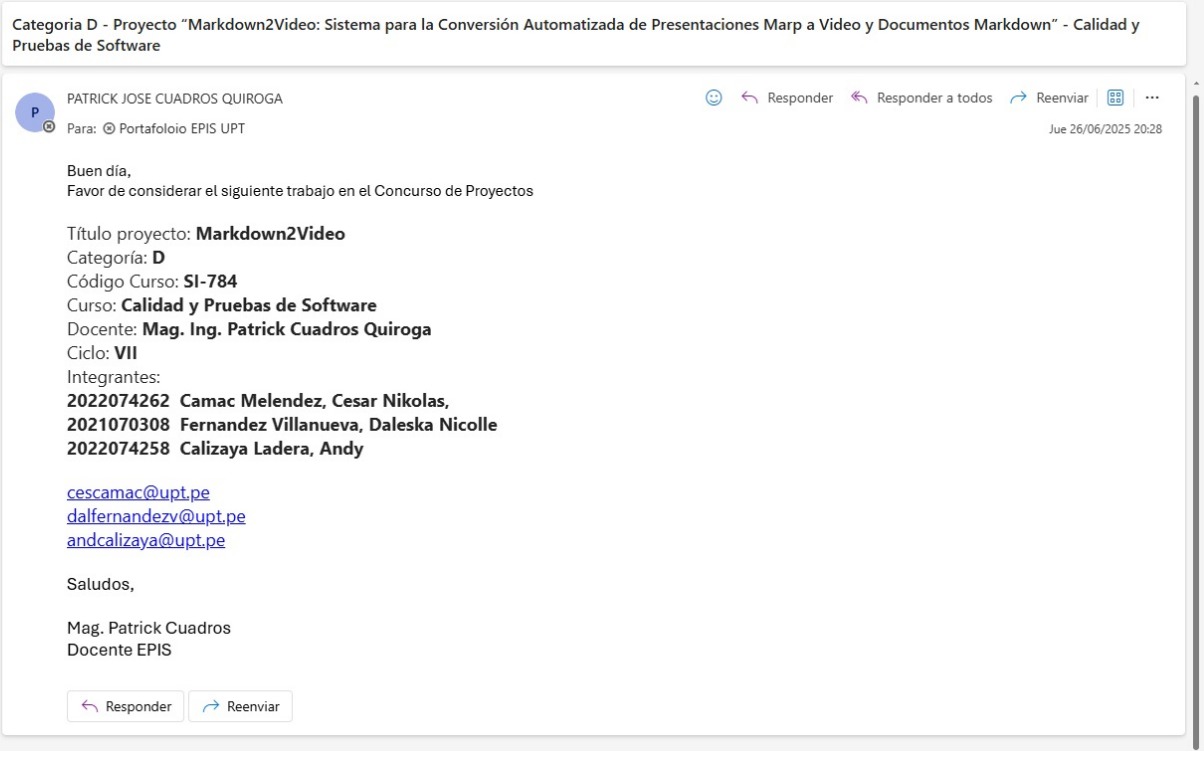 Categoria D - Proyecto “Markdown2Video: Sistema para la Conversión Automatizada de Presentaciones Marp a Video y Documentos Markdown” - Calidad y
Pruebas de Software
P
PATRICK JOSE CUADROS QUIROGA
Responder
Responder a todos
Reenviar
Para: Portafoloio EPIS UPT
Jue 26/06/2025 20:28
Buen día,
Favor de considerar el siguiente trabajo en el Concurso de Proyectos
Título proyecto: Markdown2Video
Categoría: D
Código Curso: SI-784
Curso: Calidad y Pruebas de Software
Docente: Mag. Ing. Patrick Cuadros Quiroga
Ciclo: VII
Integrantes:
2022074262 Camac Melendez, Cesar Nikolas,
2021070308 Fernandez Villanueva, Daleska Nicolle
2022074258 Calizaya Ladera, Andy
cescamac@upt.pe
dalfernandezv@upt.pe
andcalizaya@upt.pe
Saludos,
Mag. Patrick Cuadros
Docente EPIS
Responder
Reenviar